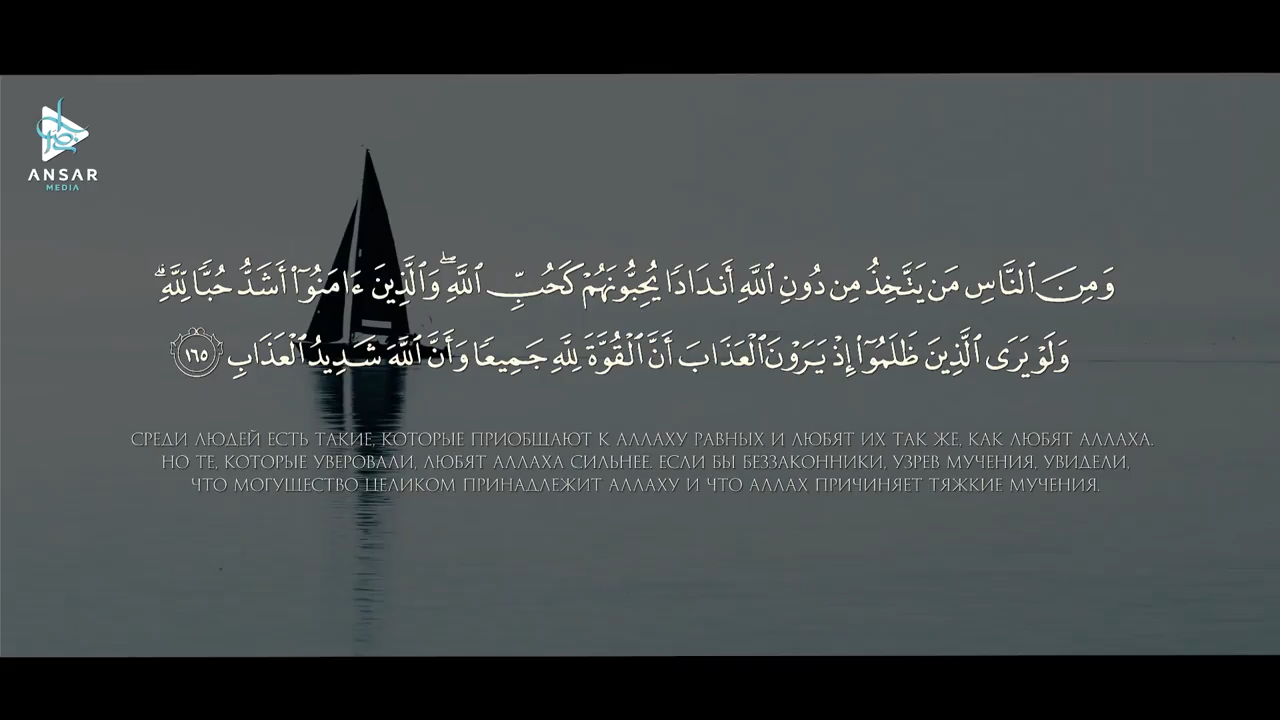 ANSAR
MEDIA
وَمِنَ ٱلنَّاسِ مَن يَتَّخِذُ مِن دُونِ ٱللَّهِ أَندَادًا يُحِبُّونَهُمْ كَحُبِّ ٱللَّهِ ۖ وَٱلَّذِينَ ءَامَنُوٓا۟ أَشَدُّ حُبًّا لِّلَّهِ ۗ
وَلَوْ يَرَى ٱلَّذِينَ ظَلَمُوٓا۟ إِذْ يَرَوْنَ ٱلْعَذَابَ أَنَّ ٱلْقُوَّةَ لِلَّهِ جَمِيعًا وَأَنَّ ٱللَّهَ شَدِيدُ ٱلْعَذَابِ ١٦٥
СРЕДИ ЛЮДЕЙ ЕСТЬ ТАКИЕ, КОТОРЫЕ ПРИОБЩАЮТ К АЛЛАХУ РАВНЫХ И ЛЮБЯТ ИХ ТАК ЖЕ, КАК ЛЮБЯТ АЛЛАХА.
НО ТЕ, КОТОРЫЕ УВЕРОВАЛИ, ЛЮБЯТ АЛЛАХА СИЛЬНЕЕ. ЕСЛИ БЫ БЕЗЗАКОННИКИ, УЗРЕВ МУЧЕНИЯ, УВИДЕЛИ,
ЧТО МОГУЩЕСТВО ЦЕЛИКОМ ПРИНАДЛЕЖИТ АЛЛАХУ И ЧТО АЛЛАХ ПРИЧИНЯЕТ ТЯЖКИЕ МУЧЕНИЯ.